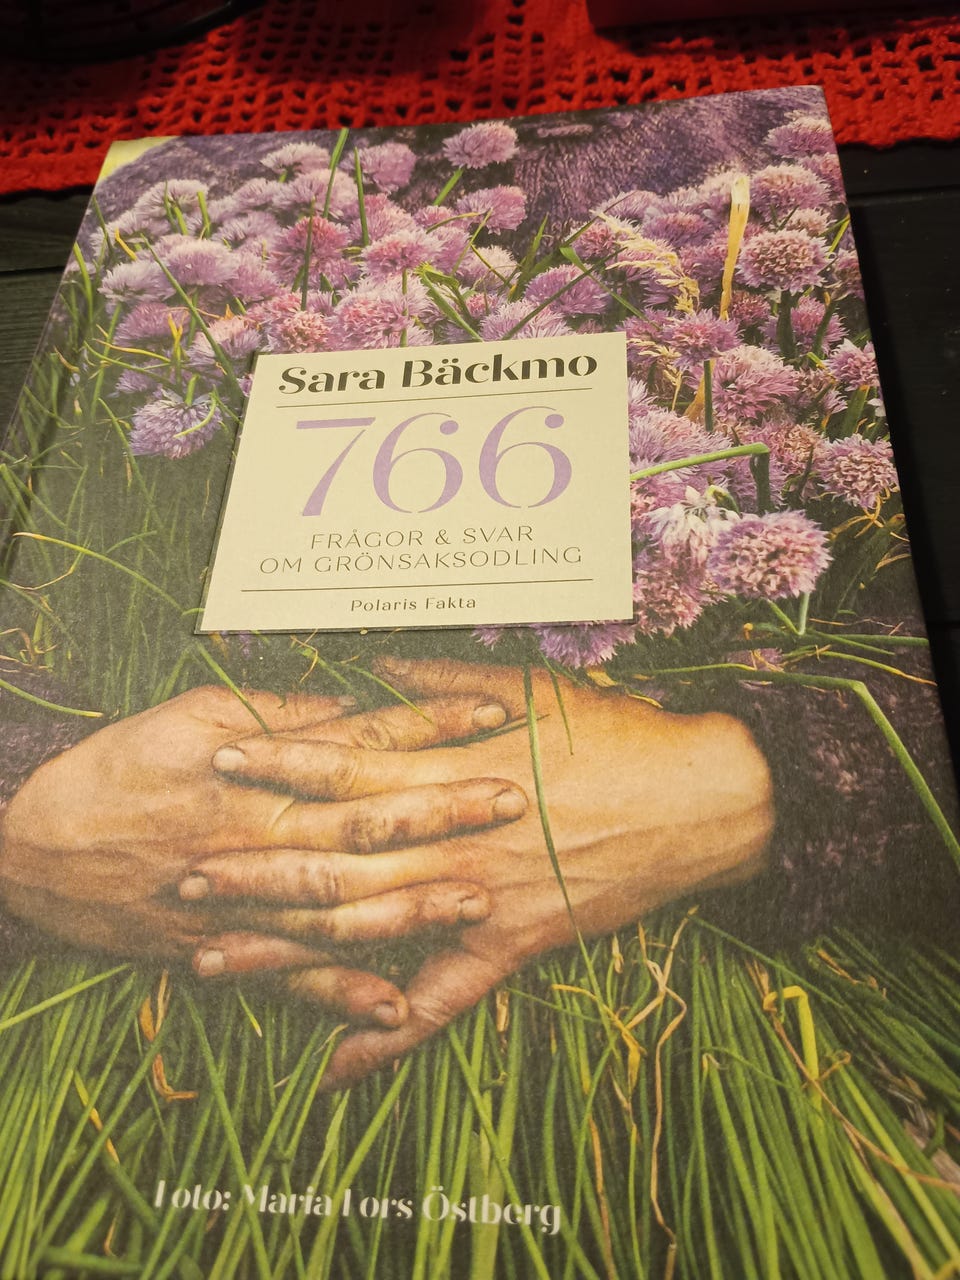 Sara Bäckmo
766
FRÅGOR & SVAR
OM GRÖNSAKSODLING
Polaris Fakta
Foto: Maria Fors Östberg